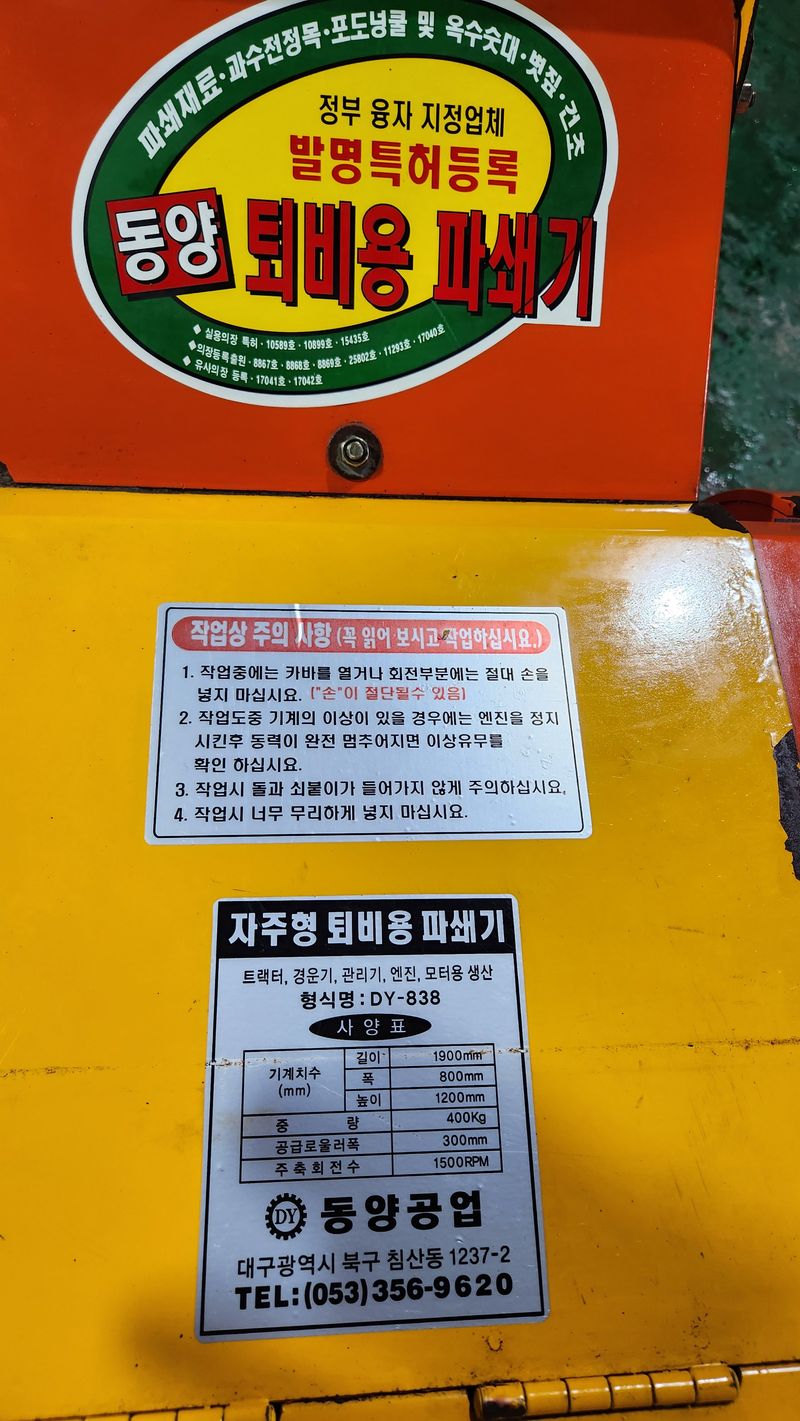 파쇄재료·과수전정목·포도넝쿨 및 옥수숫대·볏짚·건초
정부 융자 지정업체
발명특허등록
동양 퇴비용 파쇄기
◆ 실용의장 특허·10589호·10899호·15435호
◆ 의장등록출원·8867호·8868호·8869호·25802호·11293호·17040호
◆ 유사의장 등록·17041호·17042호
작업상 주의 사항 (꼭 읽어 보시고 작업하십시요.)
1. 작업중에는 카바를 열거나 회전부분에는 절대 손을
넣지 마십시요. ("손"이 절단될수 있음)
2. 작업도중 기계의 이상이 있을 경우에는 엔진을 정지
시킨후 동력이 완전 멈추어지면 이상유무를
확인 하십시요.
3. 작업시 돌과 쇠붙이가 들어가지 않게 주의하십시요.
4. 작업시 너무 무리하게 넣지 마십시요.
자주형 퇴비용 파쇄기
트랙터, 경운기, 관리기, 엔진, 모터용 생산
형식명 : DY-838
사 양 표
기계치수 (mm) 길이 1900mm
폭 800mm
높이 1200mm
중 량 400Kg
공급로울러폭 300mm
주축회전수 1500RPM
DY 동양공업
대구광역시 북구 침산동 1237-2
TEL:(053)356-9620